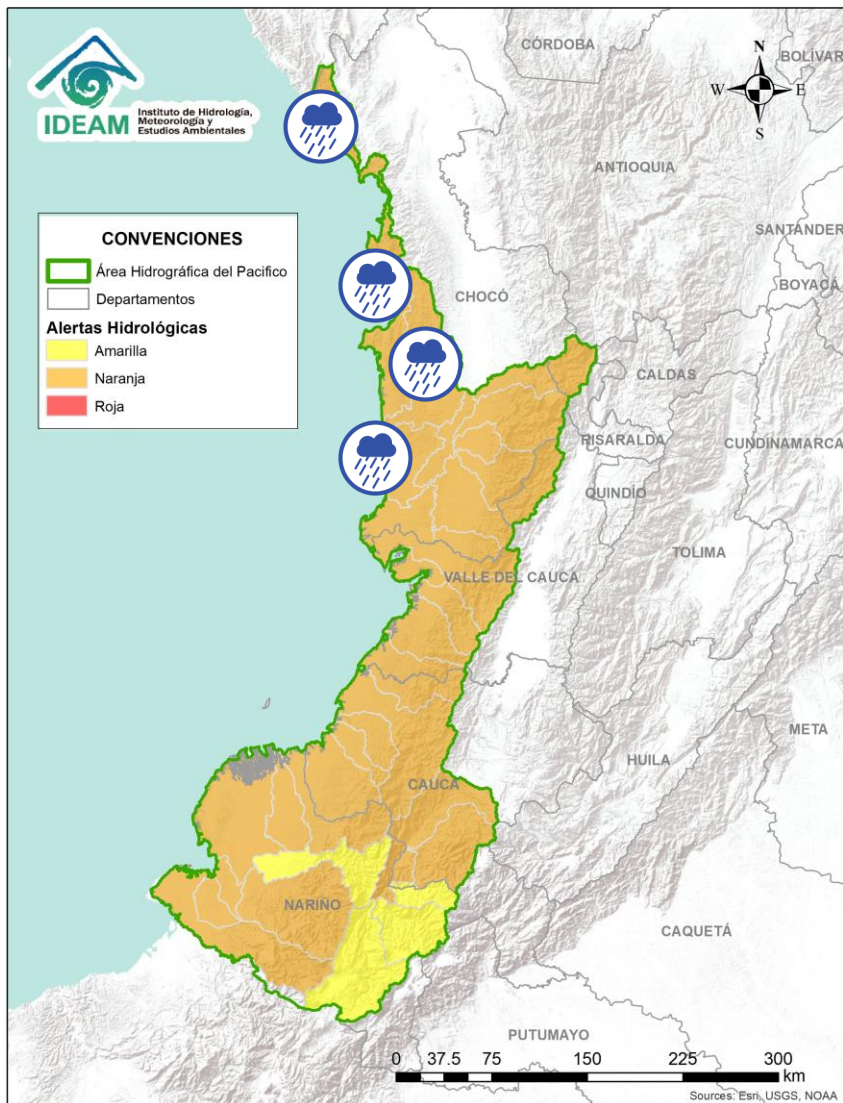 IDEAM
Instituto de Hidrología,
Meteorología y
Estudios Ambientales
N
W E
S
CÓRDOBA
BOLÍVAR
ANTIOQUIA
SANTANDER
BOYACÁ
CONVENCIONES
Área Hidrográfica del Pacifico
Departamentos
Alertas Hidrológicas
Amarilla
Naranja
Roja
CHOCÓ
CALDAS
RISARALDA
CUNDINAMARCA
QUINDÍO
TOLIMA
VALLE DEL CAUCA
META
HUILA
CAUCA
NARIÑO
CAQUETÁ
PUTUMAYO
0 37.5 75 150 225 300
km
Sources: Esri, USGS, NOAA